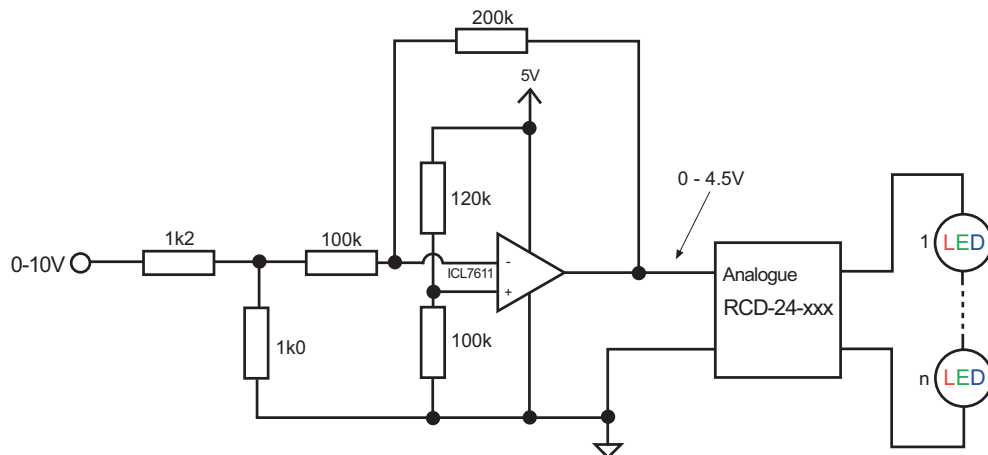 200k
5V
120k
0 - 4.5V
1k2
100k
0-10V
ICL7611
-
+
1k0
100k
Analogue
RCD-24-xxx
1
LED
n
LED